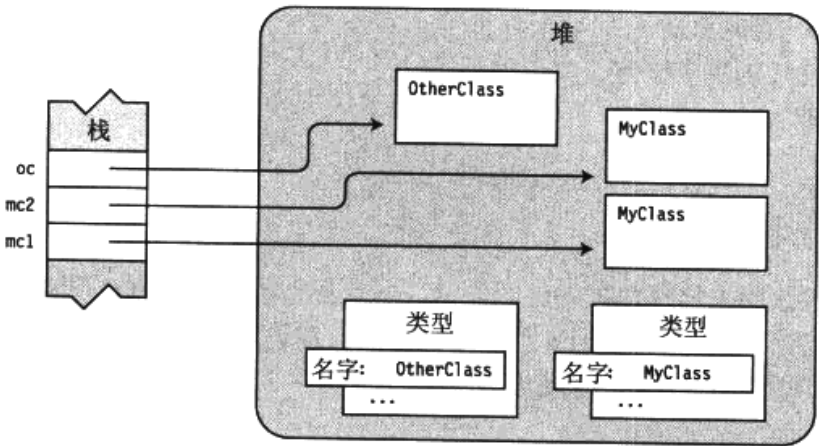 堆
OtherClass
栈
MyClass
oc
mc2
MyClass
mc1
类型
类型
名字: OtherClass
名字: MyClass
...
...